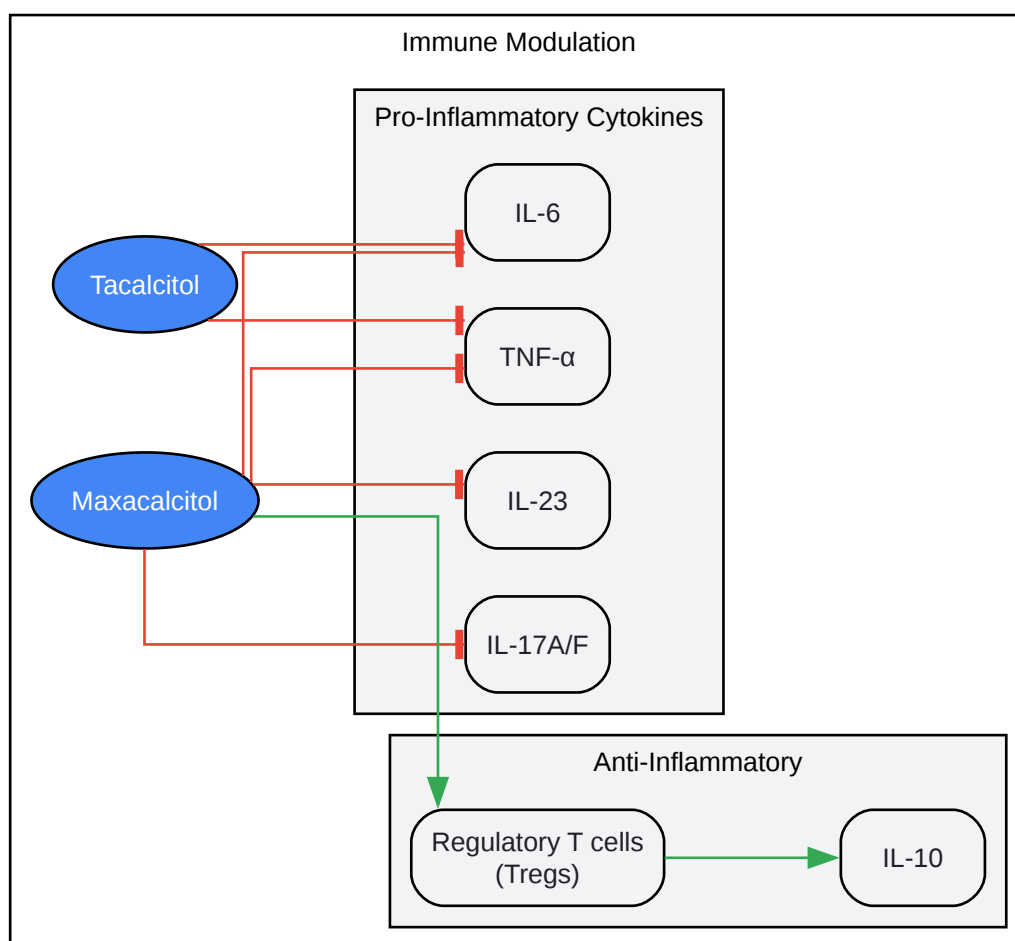 Immune Modulation
Pro-Inflammatory Cytokines
IL-6
Tacalcitol
TNF-α
Maxacalcitol
IL-23
IL-17A/F
Anti-Inflammatory
Regulatory T cells
(Tregs)
IL-10